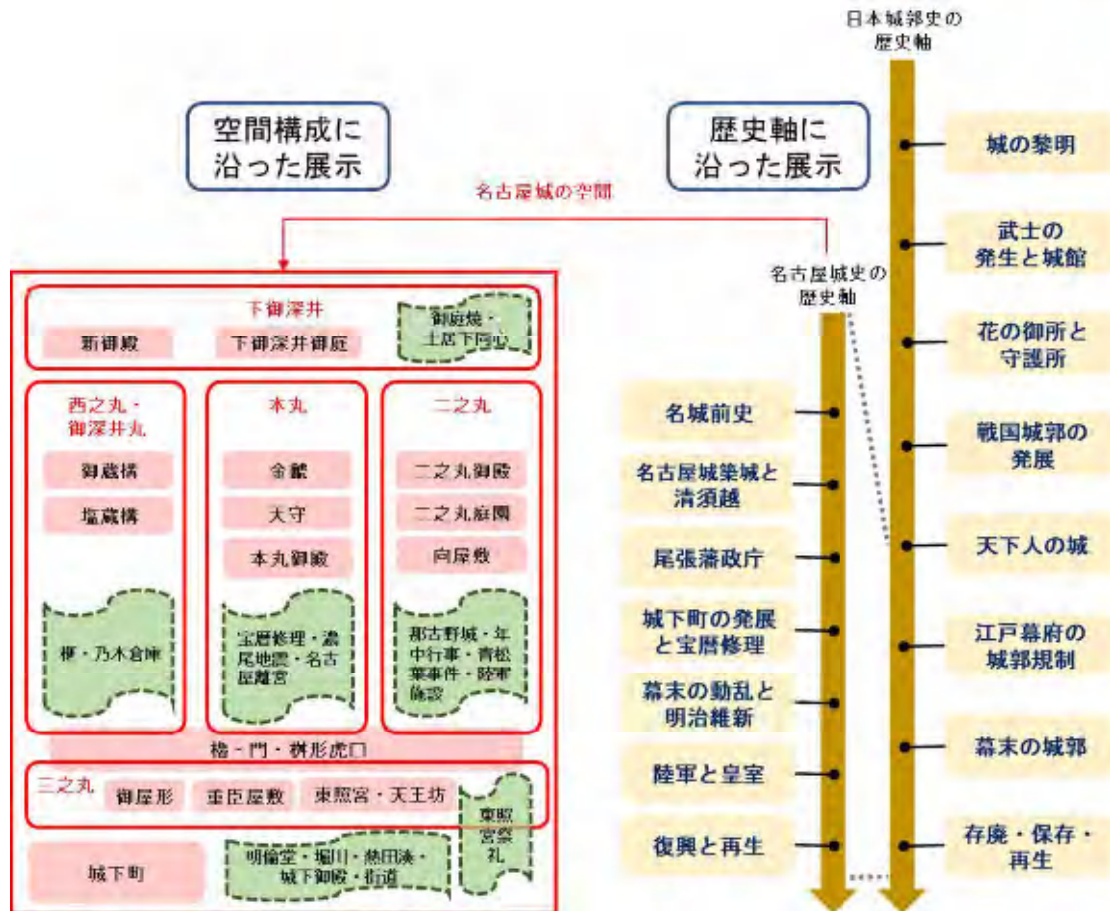 日本城郭史の
歴史軸
空間構成に
沿った展示
歴史軸に
沿った展示
名古屋城の空間
名古屋城史の
歴史軸
下御深井
新御殿
下御深井御庭
御庭焼・
土居下同心
西之丸・
御深井丸
御蔵構
塩蔵構
榧・乃木倉庫
本丸
金鯱
天守
本丸御殿
宝暦修理・濃
尾地震・名古
屋離宮
二之丸
二之丸御殿
二之丸庭園
向屋敷
那古野城・年
中行事・青松
葉事件・陸軍
施設
櫓・門・桝形虎口
三之丸
御屋形
重臣屋敷
東照宮・天王坊
東照
宮祭
礼
城下町
明倫堂・堀川・熱田湊・
城下御殿・街道
名城前史
名古屋城築城と
清須越
尾張藩政庁
城下町の発展
と宝暦修理
幕末の動乱と
明治維新
陸軍と皇室
復興と再生
城の黎明
武士の
発生と城館
花の御所と
守護所
戦国城郭の
発展
天下人の城
江戸幕府の
城郭規制
幕末の城郭
存廃・保存・
再生